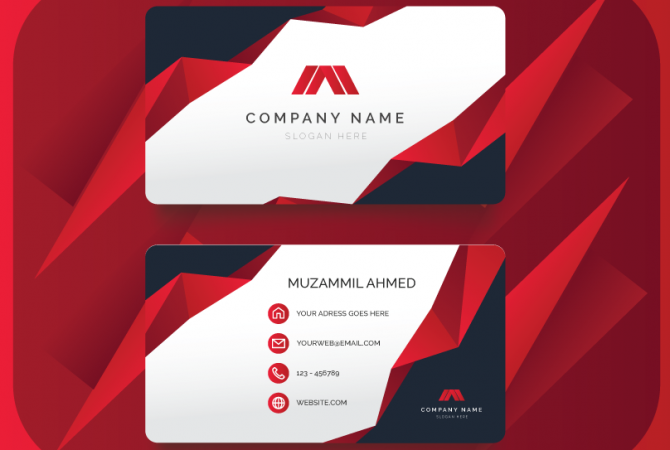 COMPANY NAME
SLOGAN HERE
MUZAMMIL AHMED
YOUR ADRESS GOES HERE
YOURWEB@EMAIL.COM
123 - 456789
WEBSITE.COM
COMPANY NAME
SLOGAN HERE